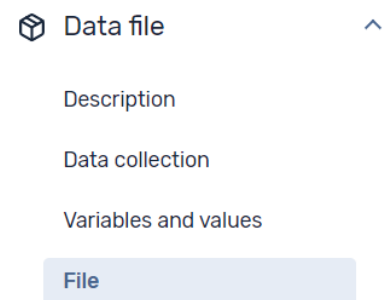 Data file
Description
Data collection
Variables and values
File